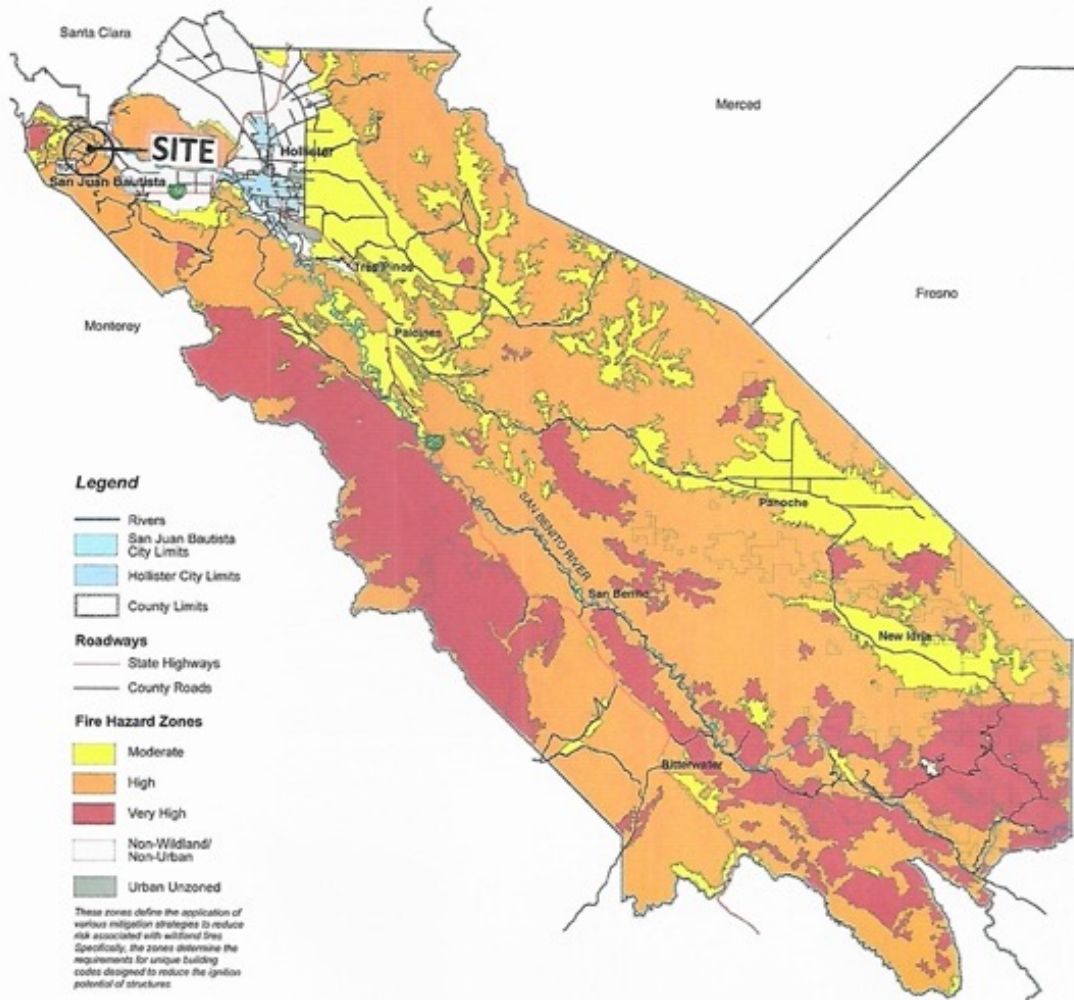 Santa Clara
Merced
SITE
Hollister
San Juan Bautista
Tres Pinos
Fresno
Monterey
Paicines
Legend
Rivers
San Juan Bautista
City Limits
Hollister City Limits
County Limits
Roadways
State Highways
County Roads
Fire Hazard Zones
Moderate
High
Very High
Non-Wildland/
Non-Urban
Urban Unzoned
These zones define the application of
various mitigation strategies to reduce
risk associated with wildland fires
Specifically, the zones determine the
requirements for unique building
codes designed to reduce the ignition
potential of structures
Panoche
SAN BENITO RIVER
San Benito
New Idria
Bitterwater